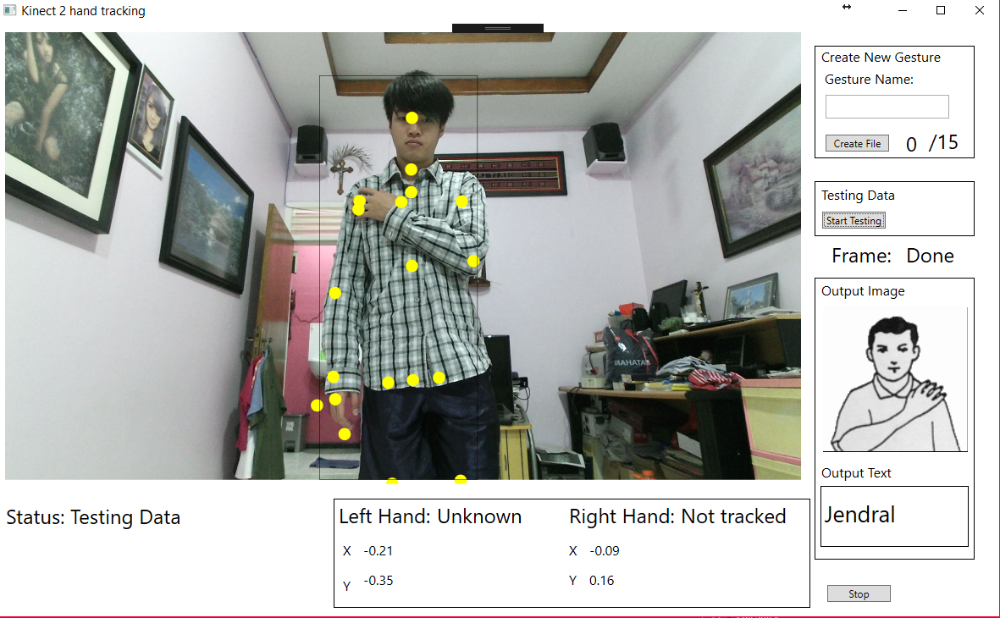 Kinect 2 hand tracking
Create New Gesture
Gesture Name:
Create File 0 /15
Testing Data
Start Testing
Frame: Done
Output Image
Output Text
Jendral
Status: Testing Data
Left Hand: Unknown
X -0.21
Y -0.35
Right Hand: Not tracked
X -0.09
Y 0.16
Stop